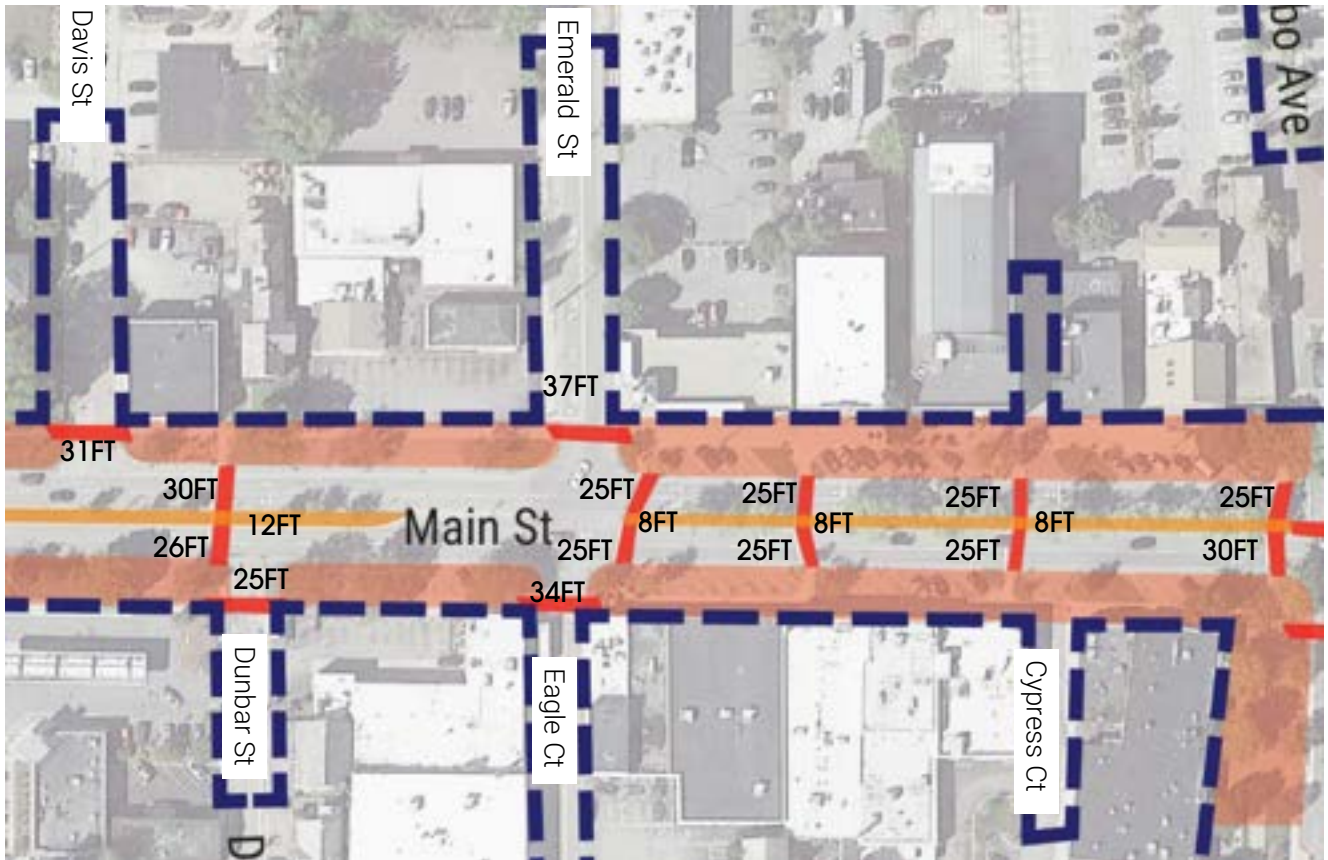 Davis St
Emerald St
bo Ave
37FT
31FT
30FT
12FT
26FT
25FT
Main St
25FT
8FT
25FT
34FT
25FT
8FT
25FT
25FT
8FT
25FT
25FT
30FT
Dunbar St
Eagle Ct
Cypress Ct
D